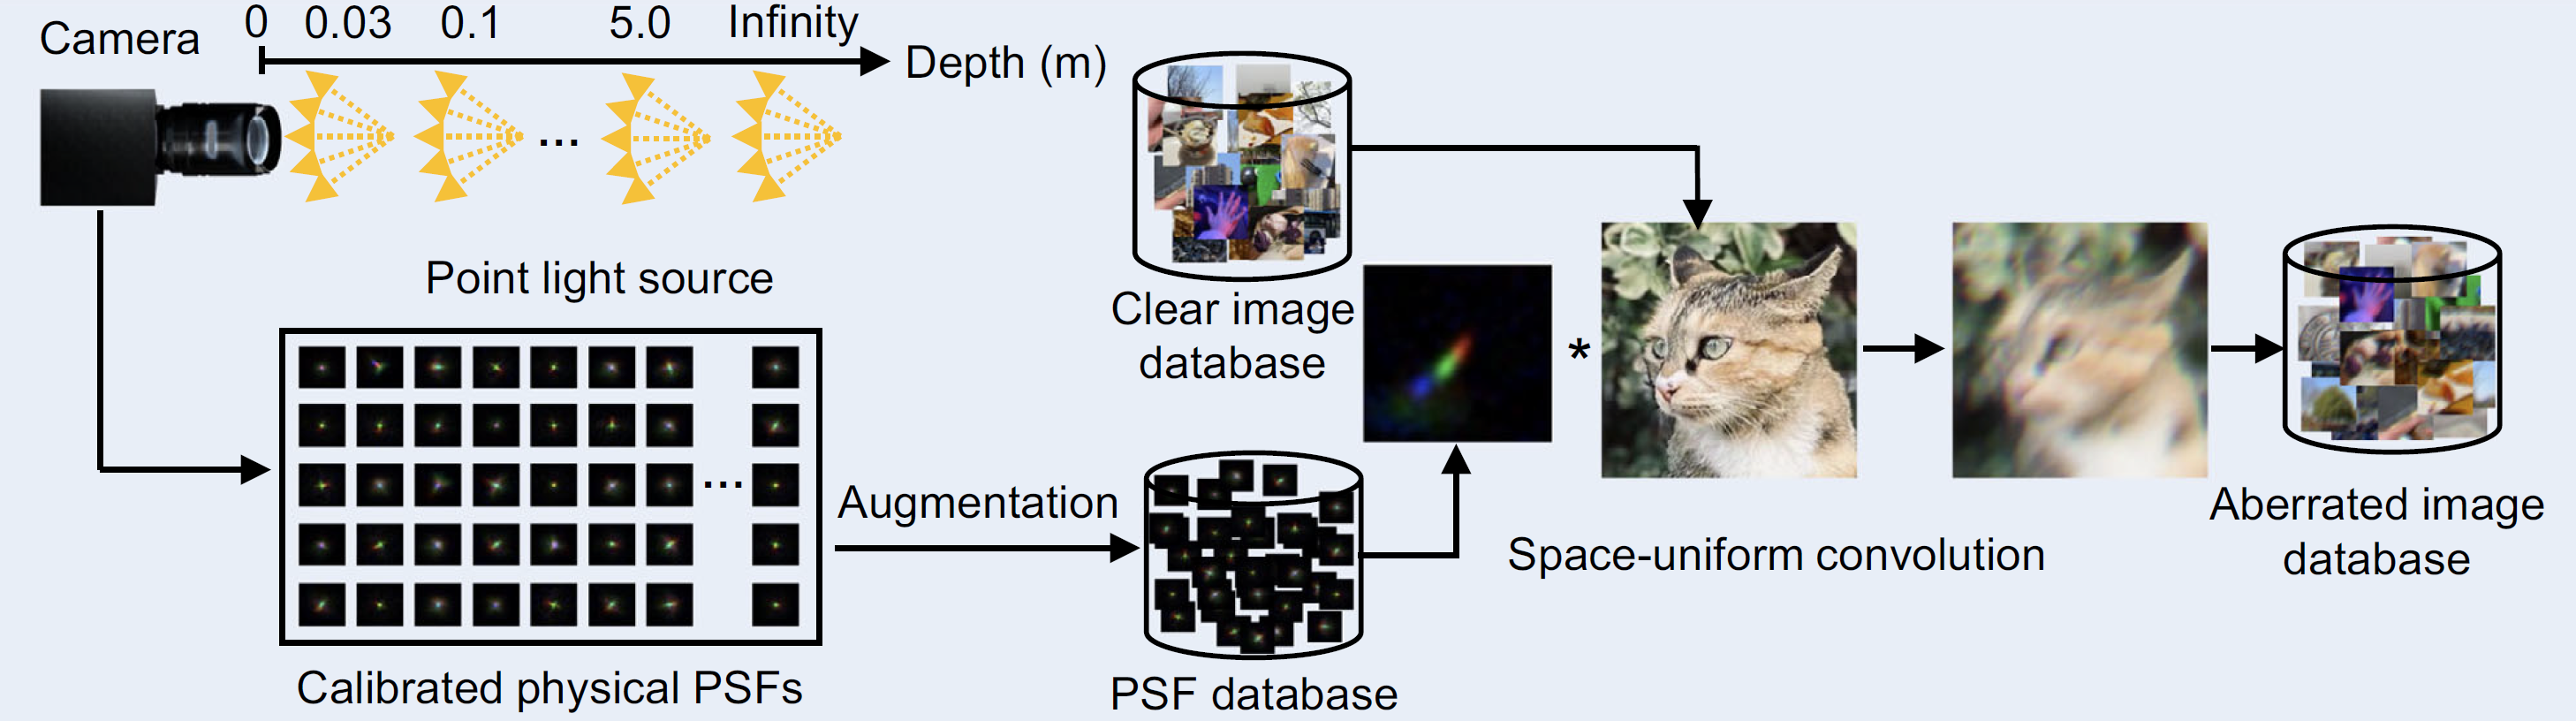 Camera
0 0.03 0.1 5.0 Infinity
Depth (m)
...
Point light source
...
Calibrated physical PSFs
Augmentation
Clear image
database
PSF database
*
Space-uniform convolution
Aberrated image
database